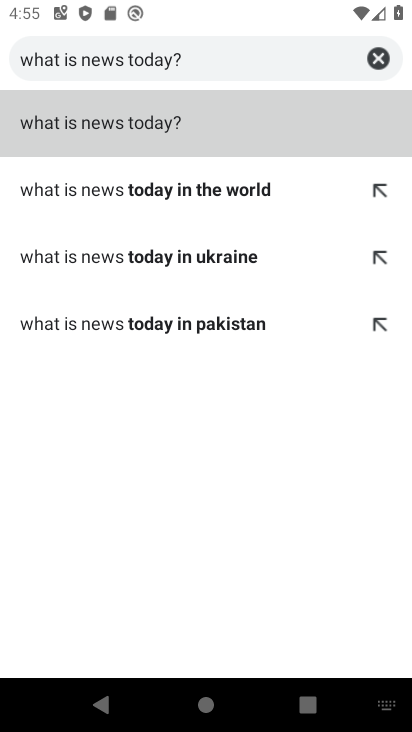 4:55
what is news today?
what is news today?
what is news today in the world
what is news today in ukraine
what is news today in pakistan